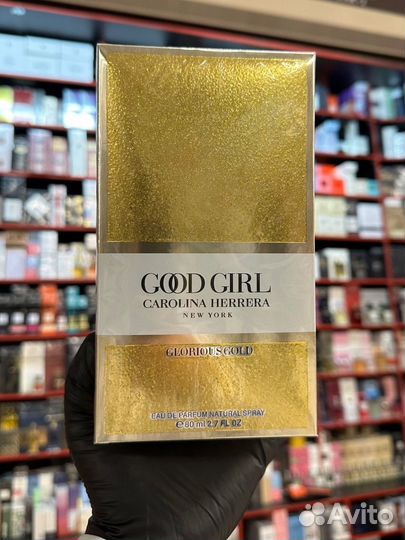 GOOD GIRL
CAROLINA HERRERA
NEW YORK
GLORIOUS GOLD
EAU DE PARFUM NATURAL SPRAY
℮80 ml 2.7 FL OZ
Avito